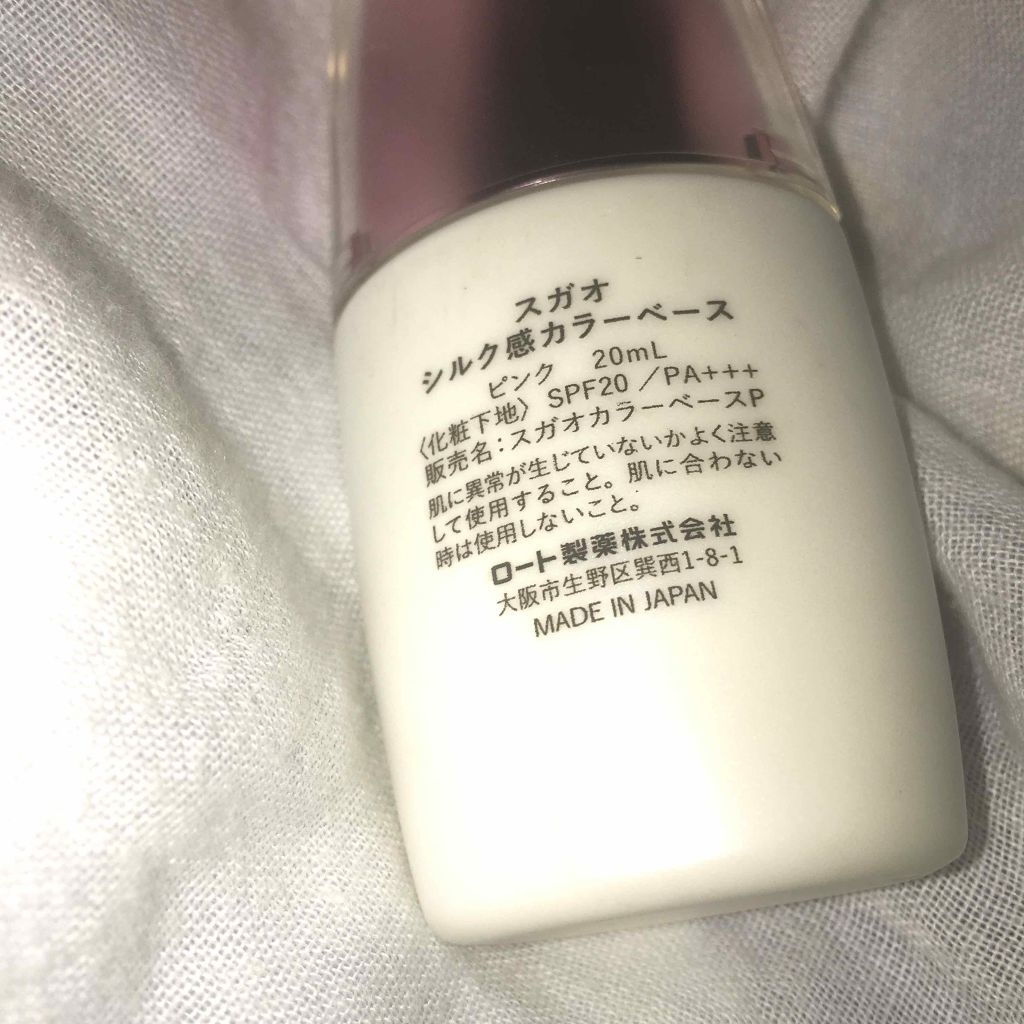 スガオ
シルク感カラーベース
ピンク 20mL
〈化粧下地〉 SPF20 ／PA+++
販売名：スガオカラーベースP
肌に異常が生じていないかよく注意
して使用すること。肌に合わない
時は使用しないこと。
ロート製薬株式会社
大阪市生野区巽西1-8-1
MADE IN JAPAN